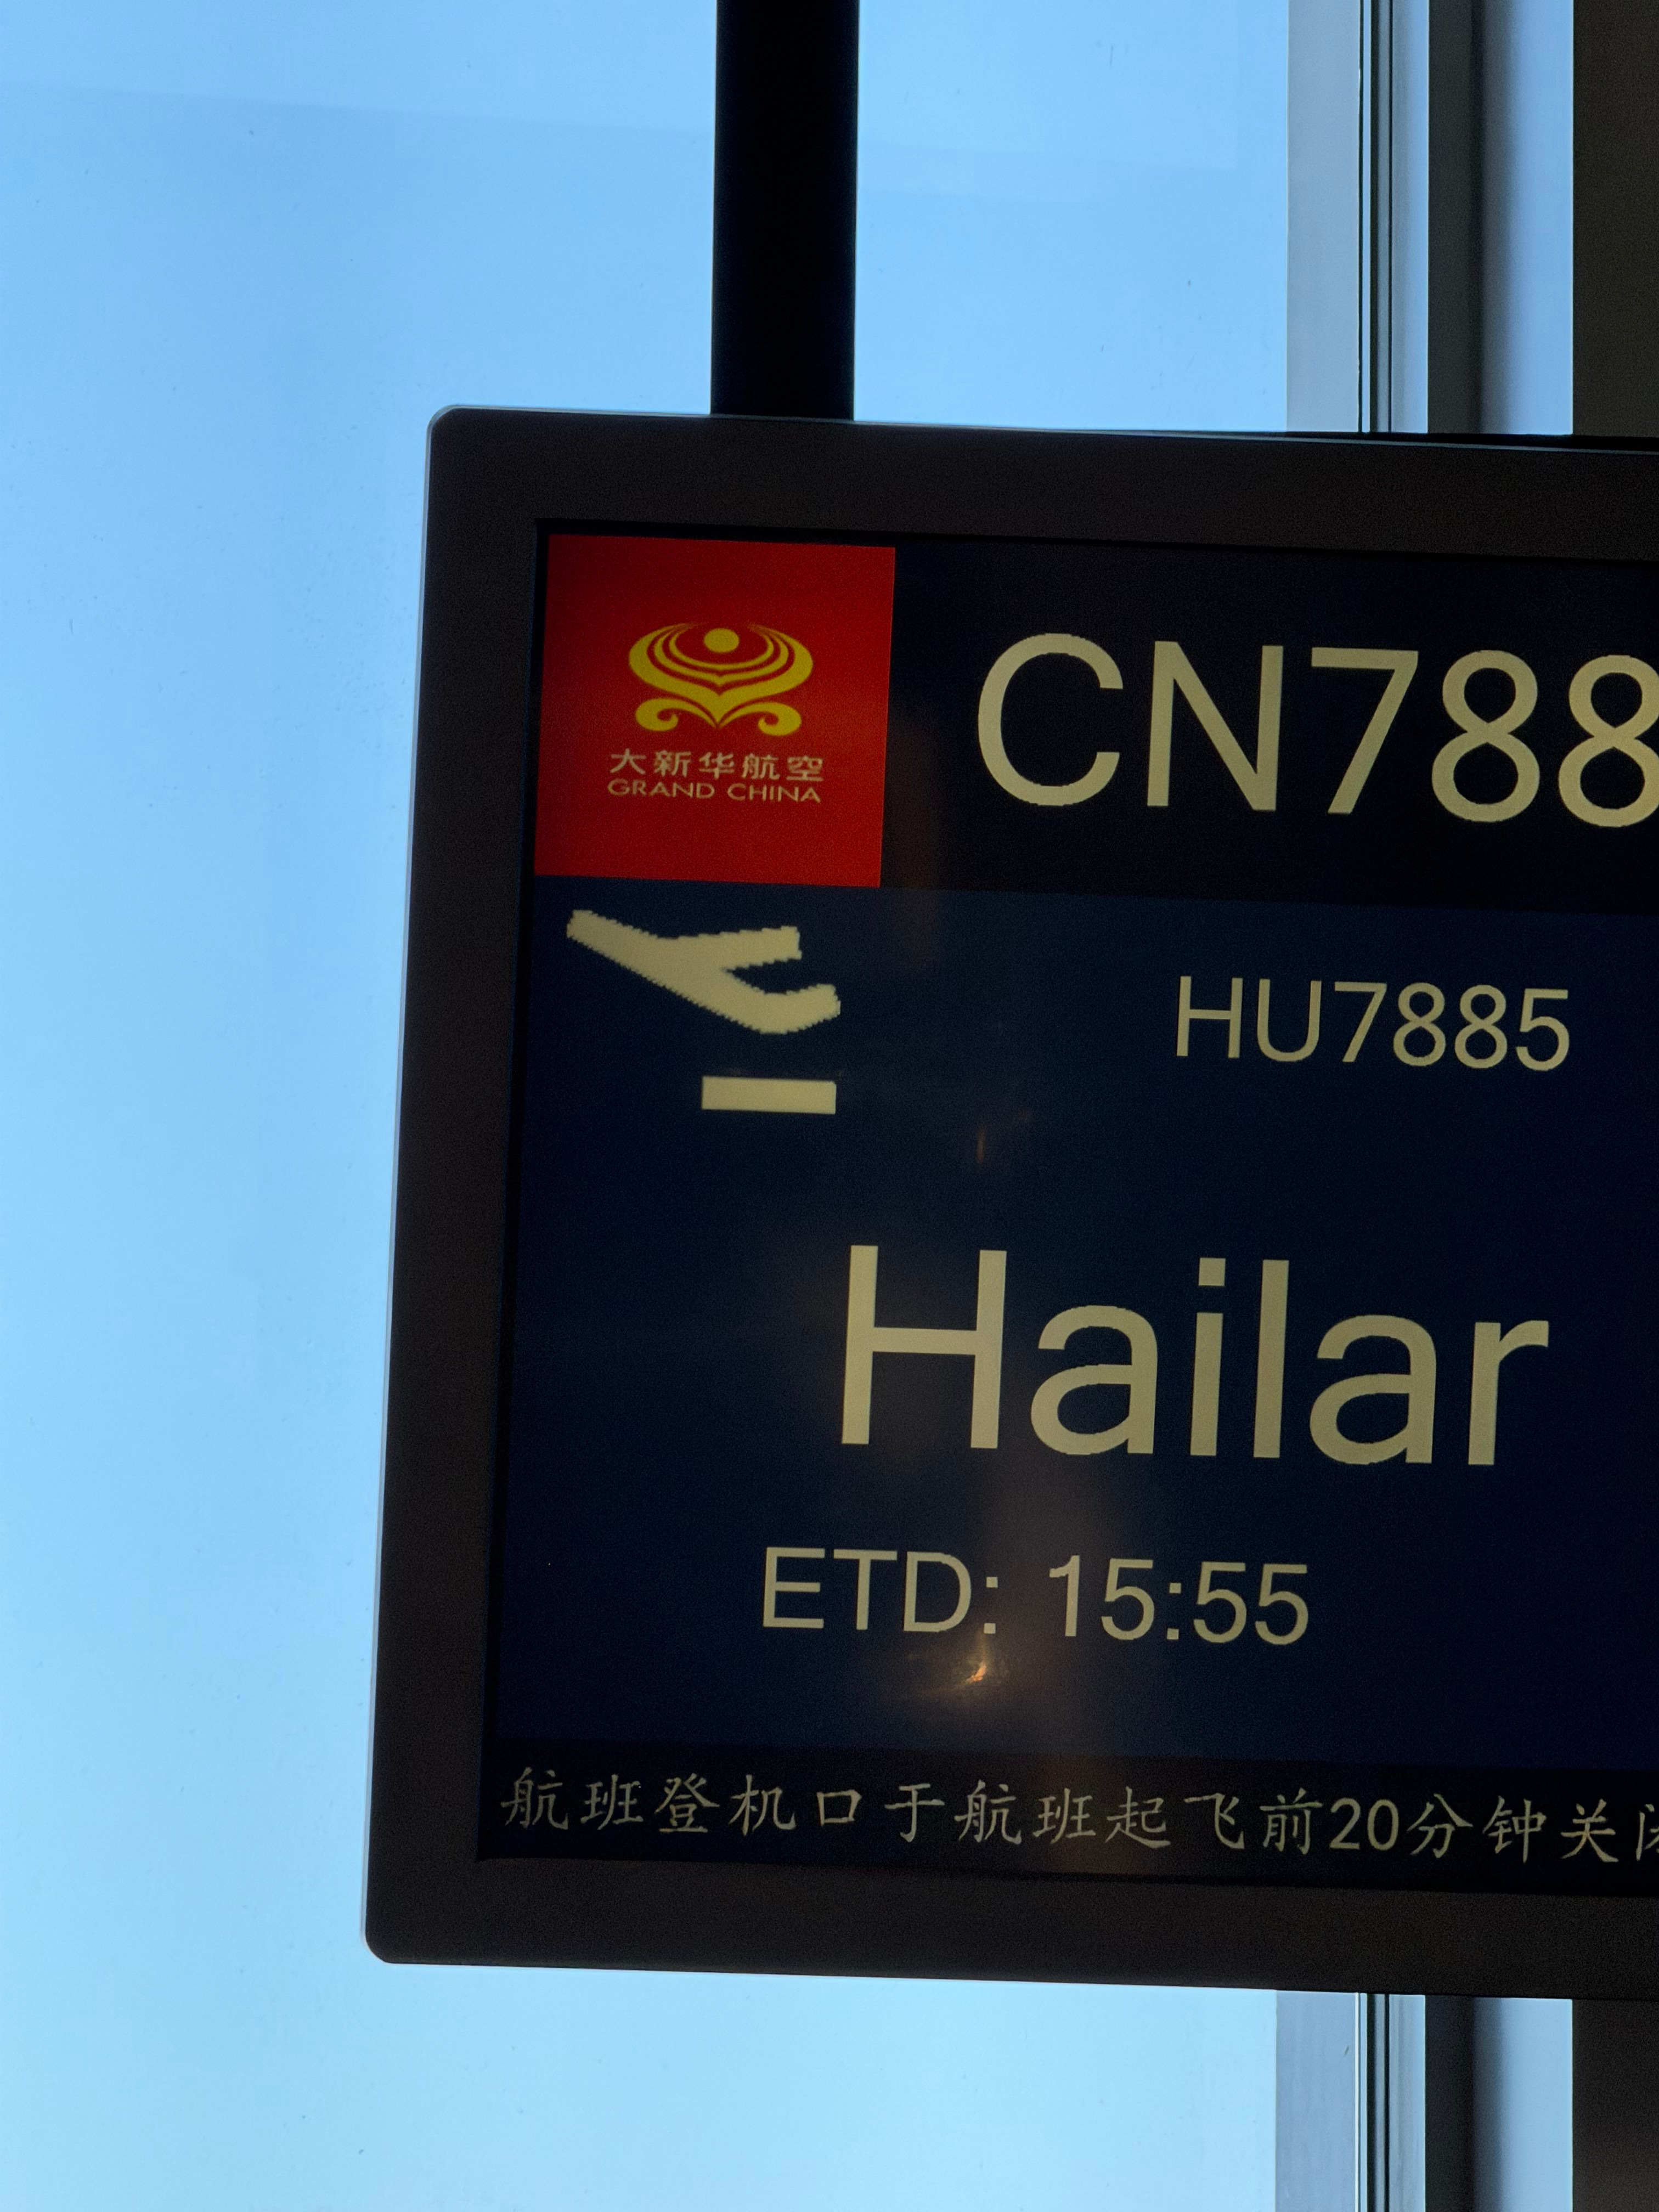 大新华航空
GRAND CHINA
CN788
HU7885
Hailar
ETD: 15:55
航班登机口于航班起飞前20分钟关闭